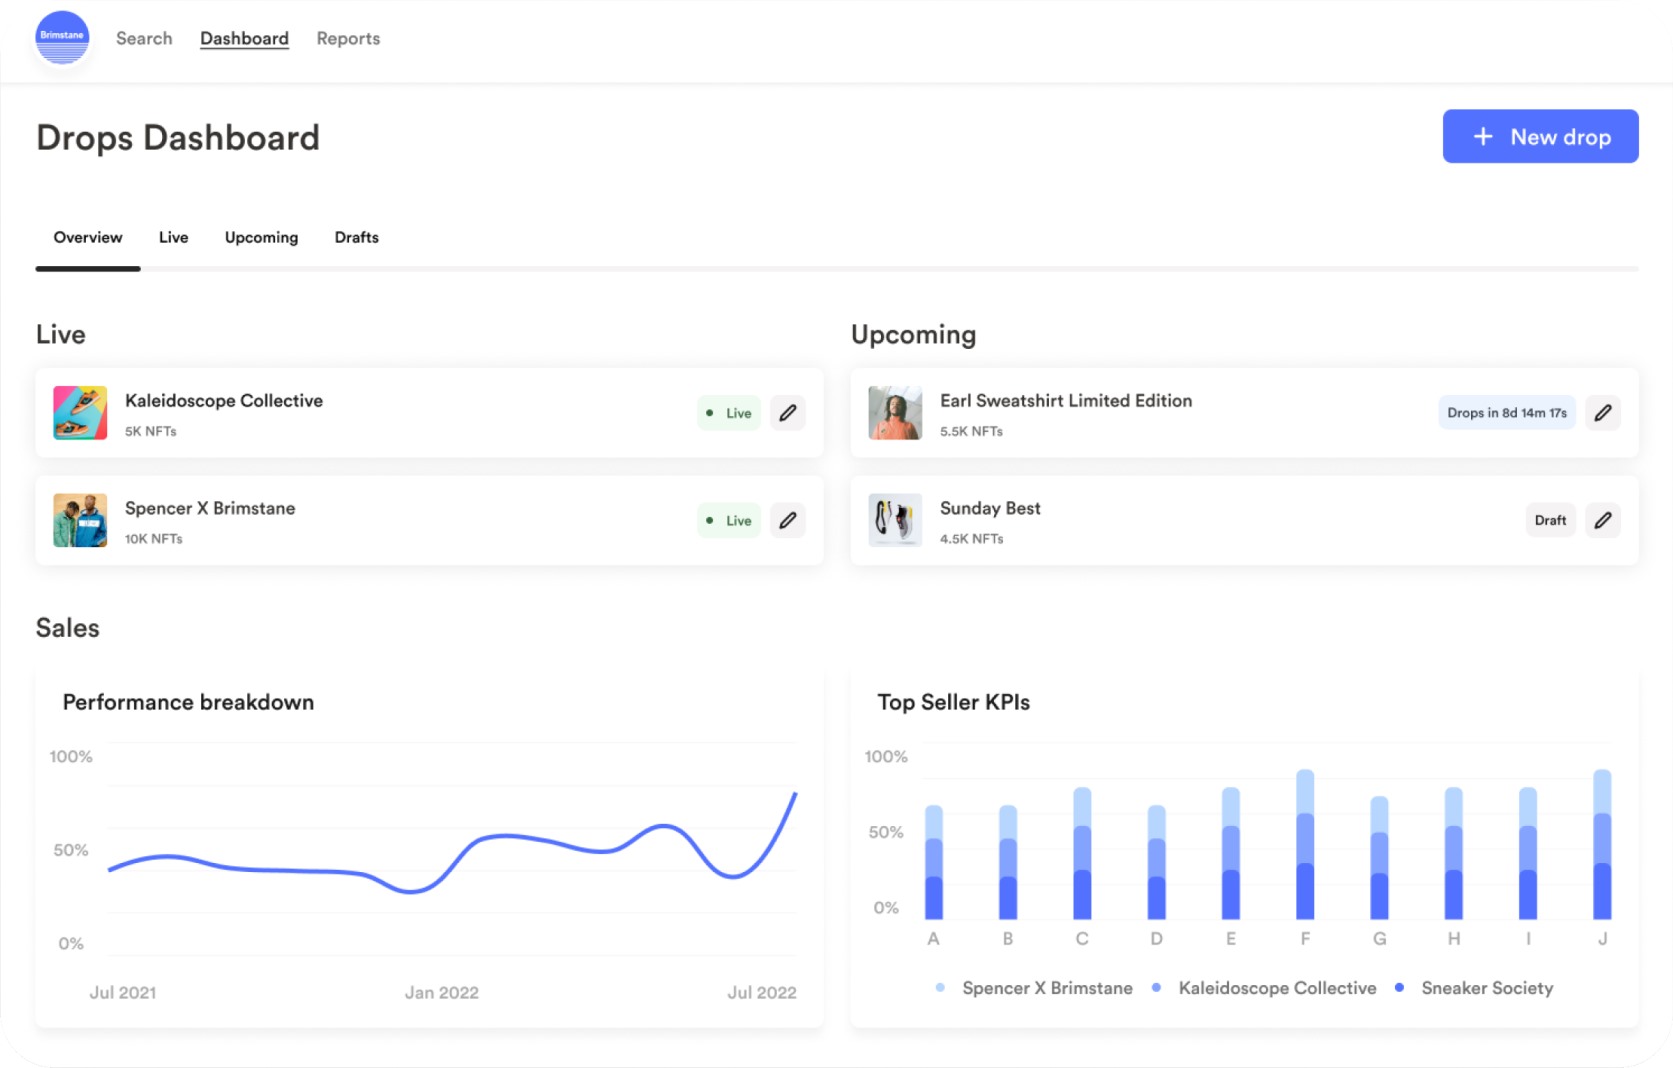 Brimstane
Search Dashboard Reports
Drops Dashboard
+ New drop
Overview Live Upcoming Drafts
Live
Kaleidoscope Collective
5K NFTs
Live
Spencer X Brimstane
10K NFTs
Live
Upcoming
Earl Sweatshirt Limited Edition
5.5K NFTs
Drops in 8d 14m 17s
Sunday Best
4.5K NFTs
Draft
Sales
Performance breakdown
100%
50%
0%
Jul 2021 Jan 2022 Jul 2022
Top Seller KPIs
100%
50%
0%
A B C D E F G H I J
Spencer X Brimstane Kaleidoscope Collective Sneaker Society